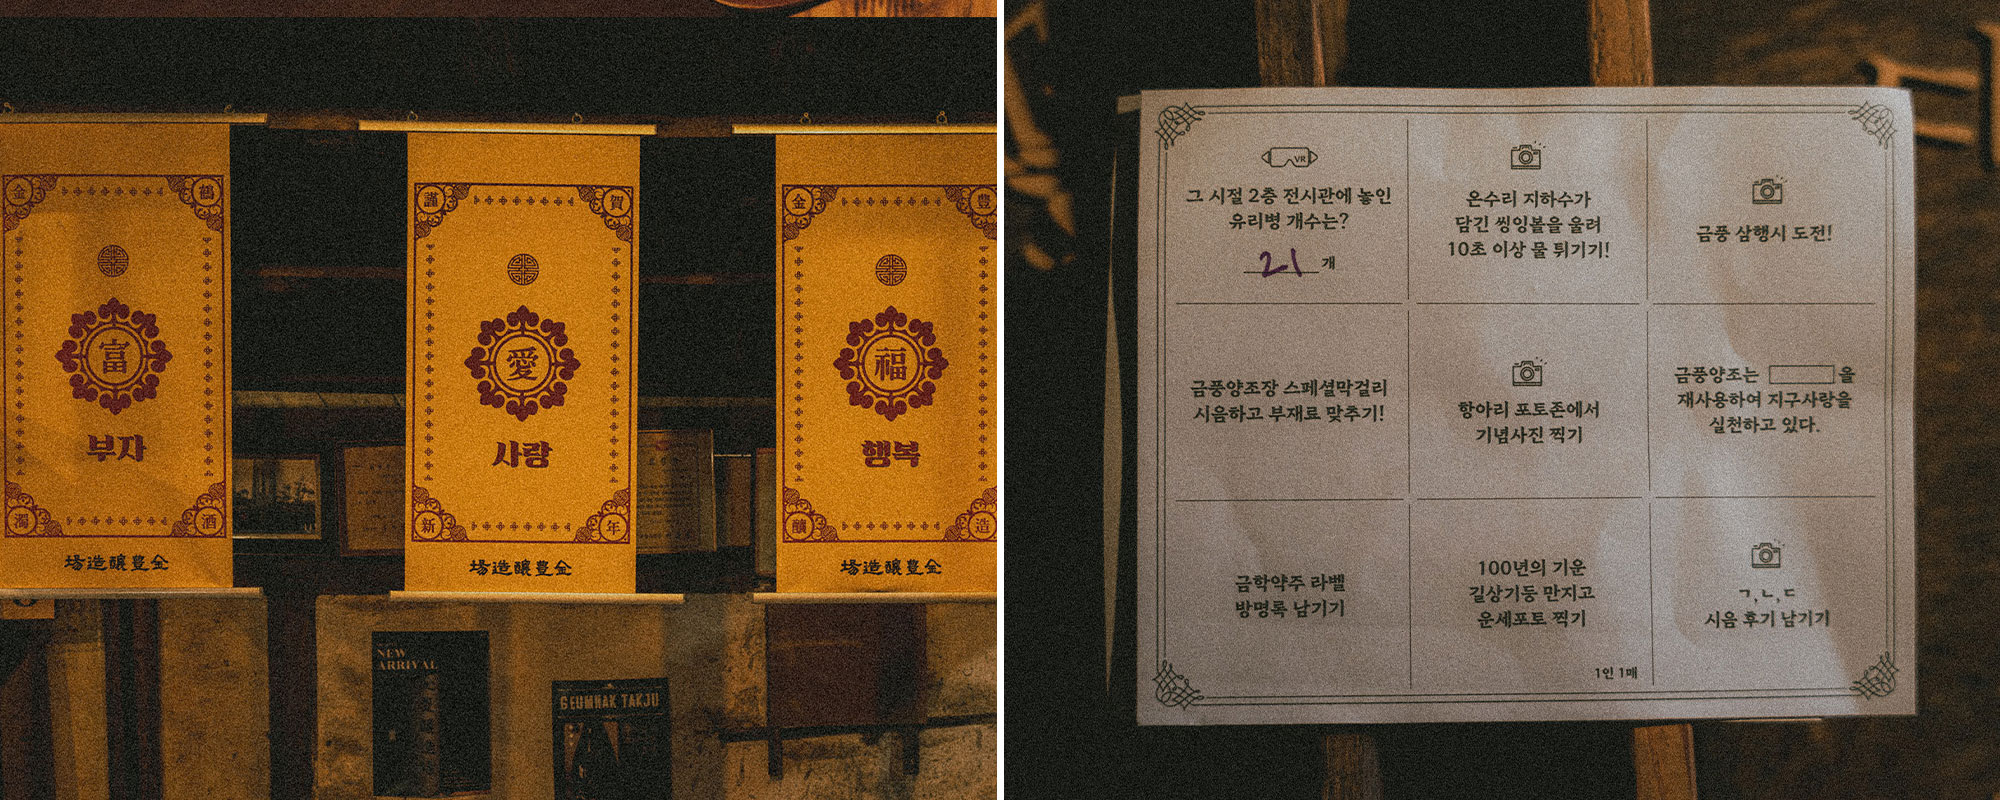 金 鶴
富
부자
濁 酒
場造釀豊金
謹 賀
愛
사랑
新 年
場造釀豊金
金 豊
福
행복
釀 造
場造釀豊金
NEW
ARRIVAL
GEUMHAK TAKJU
VR
그 시절 2층 전시관에 놓인
유리병 개수는?
21개
온수리 지하수가
담긴 씽잉볼을 울려
10초 이상 물 튀기기!
금풍 삼행시 도전!
금풍양조장 스페셜막걸리
시음하고 부재료 맞추기!
항아리 포토존에서
기념사진 찍기
금풍양조는 을
재사용하여 지구사랑을
실천하고 있다.
금학약주 라벨
방명록 남기기
100년의 기운
길상기둥 만지고
운세포토 찍기
ㄱ,ㄴ,ㄷ
시음 후기 남기기
1인 1매